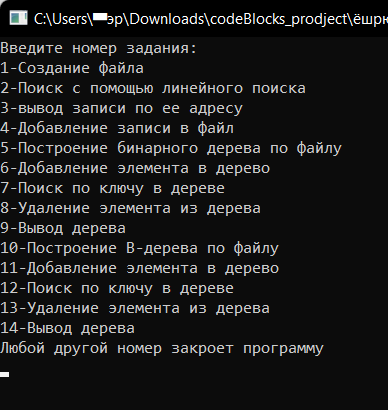 C:\Users\эр\Downloads\codeBlocks_prodject\ёшрю
Введите номер задания:
1-Создание файла
2-Поиск с помощью линейного поиска
3-вывод записи по ее адресу
4-Добавление записи в файл
5-Построение бинарного дерева по файлу
6-Добавление элемента в дерево
7-Поиск по ключу в дереве
8-Удаление элемента из дерева
9-Вывод дерева
10-Построение B-дерева по файлу
11-Добавление элемента в дерево
12-Поиск по ключу в дереве
13-Удаление элемента из дерева
14-Вывод дерева
Любой другой номер закроет программу